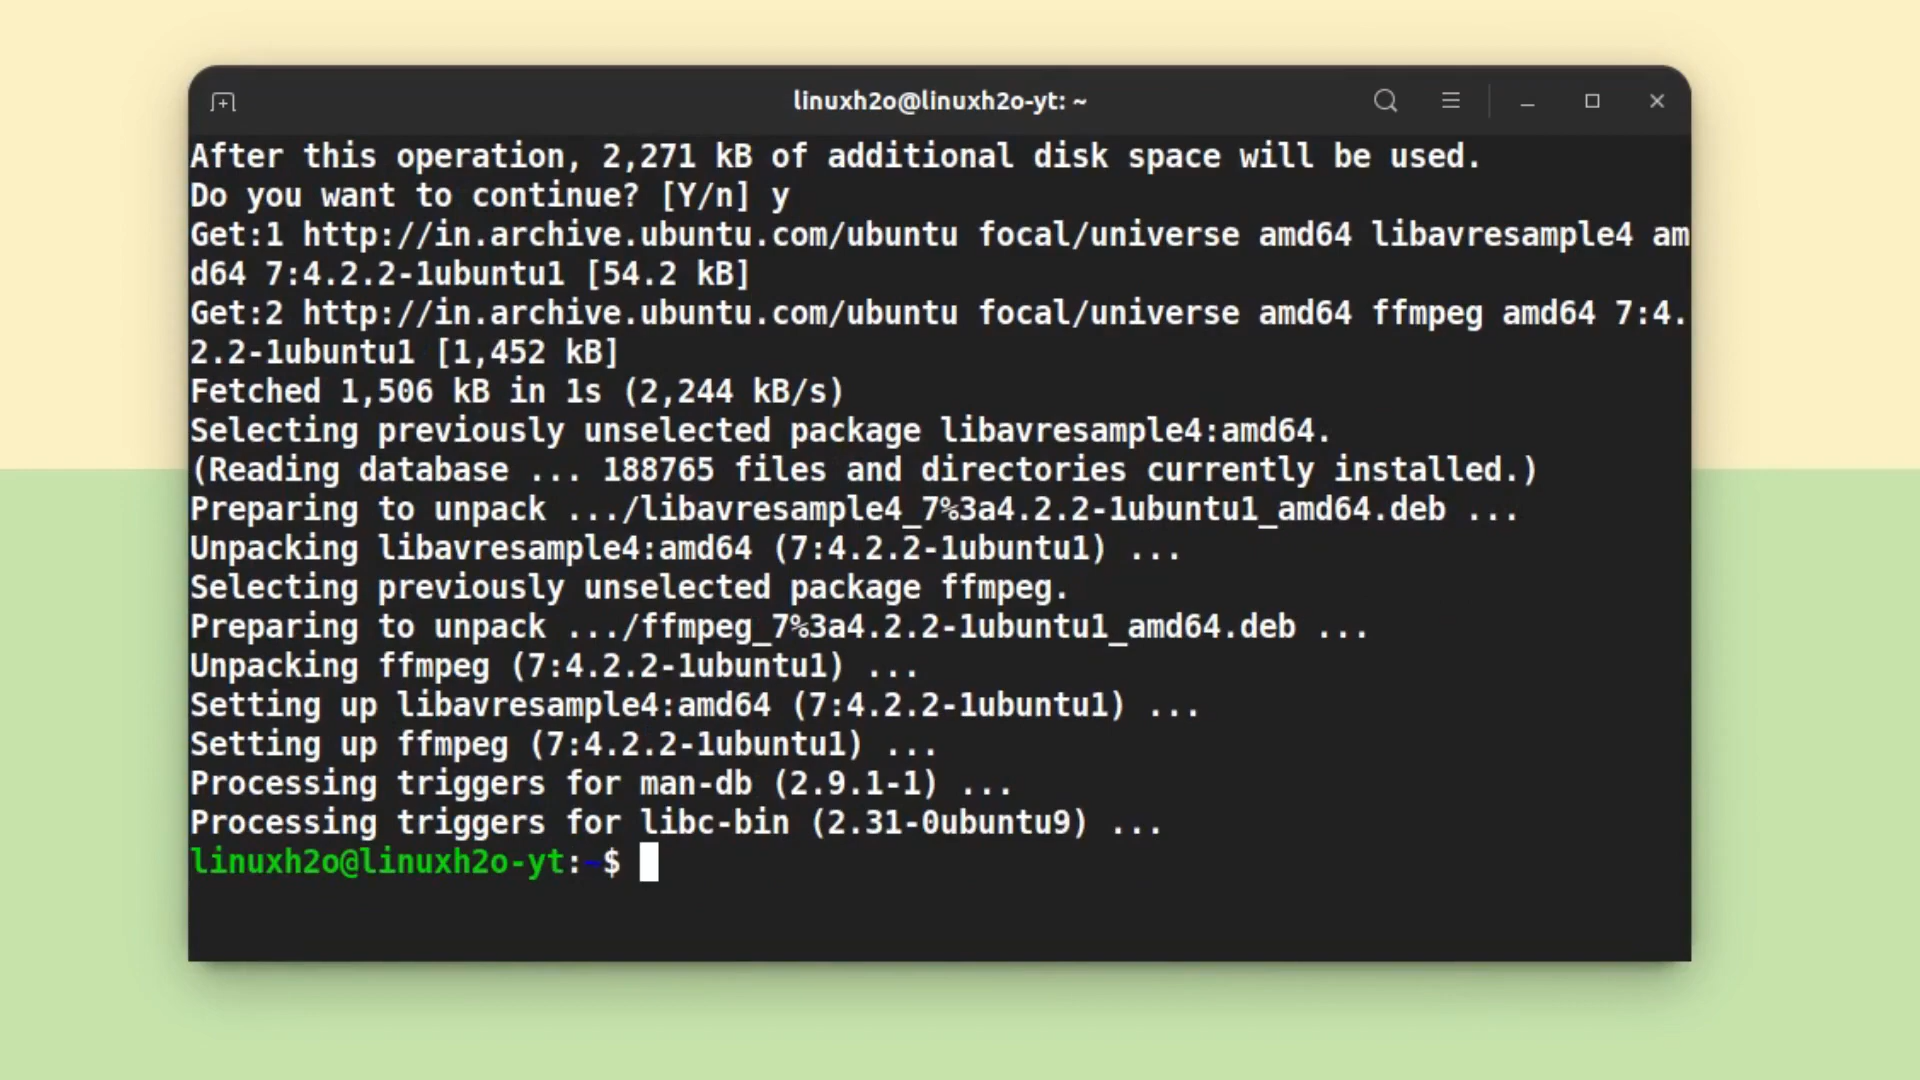 linuxh2o@linuxh2o-yt: ~
After this operation, 2,271 kB of additional disk space will be used.
Do you want to continue? [Y/n] y
Get:1 http://in.archive.ubuntu.com/ubuntu focal/universe amd64 libavresample4 am
d64 7:4.2.2-1ubuntu1 [54.2 kB]
Get:2 http://in.archive.ubuntu.com/ubuntu focal/universe amd64 ffmpeg amd64 7:4.
2.2-1ubuntu1 [1,452 kB]
Fetched 1,506 kB in 1s (2,244 kB/s)
Selecting previously unselected package libavresample4:amd64.
(Reading database ... 188765 files and directories currently installed.)
Preparing to unpack .../libavresample4_7%3a4.2.2-1ubuntu1_amd64.deb ...
Unpacking libavresample4:amd64 (7:4.2.2-1ubuntu1) ...
Selecting previously unselected package ffmpeg.
Preparing to unpack .../ffmpeg_7%3a4.2.2-1ubuntu1_amd64.deb ...
Unpacking ffmpeg (7:4.2.2-1ubuntu1) ...
Setting up libavresample4:amd64 (7:4.2.2-1ubuntu1) ...
Setting up ffmpeg (7:4.2.2-1ubuntu1) ...
Processing triggers for man-db (2.9.1-1) ...
Processing triggers for libc-bin (2.31-0ubuntu9) ...
linuxh2o@linuxh2o-yt:~$